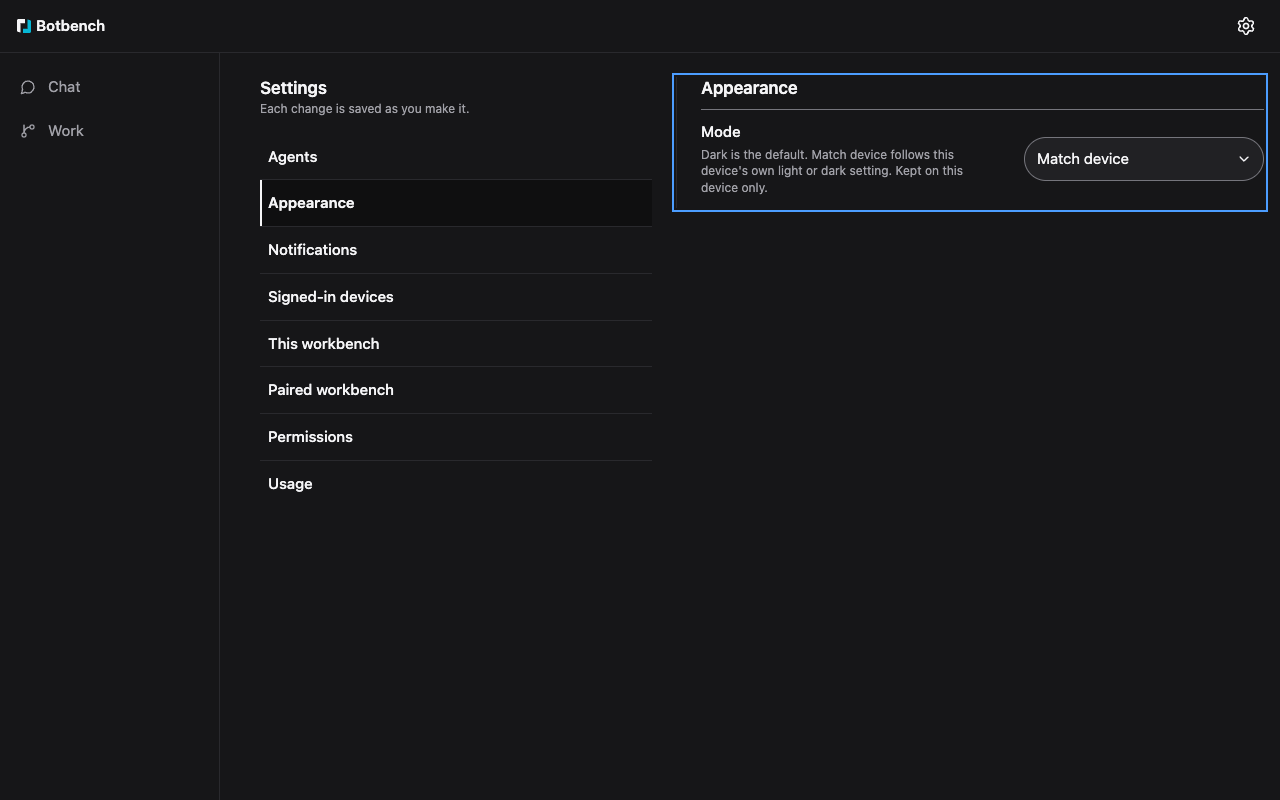 Botbench
Chat
Work
Settings
Each change is saved as you make it.
Agents
Appearance
Notifications
Signed-in devices
This workbench
Paired workbench
Permissions
Usage
Appearance
Mode
Dark is the default. Match device follows this
device's own light or dark setting. Kept on this
device only.
Match device